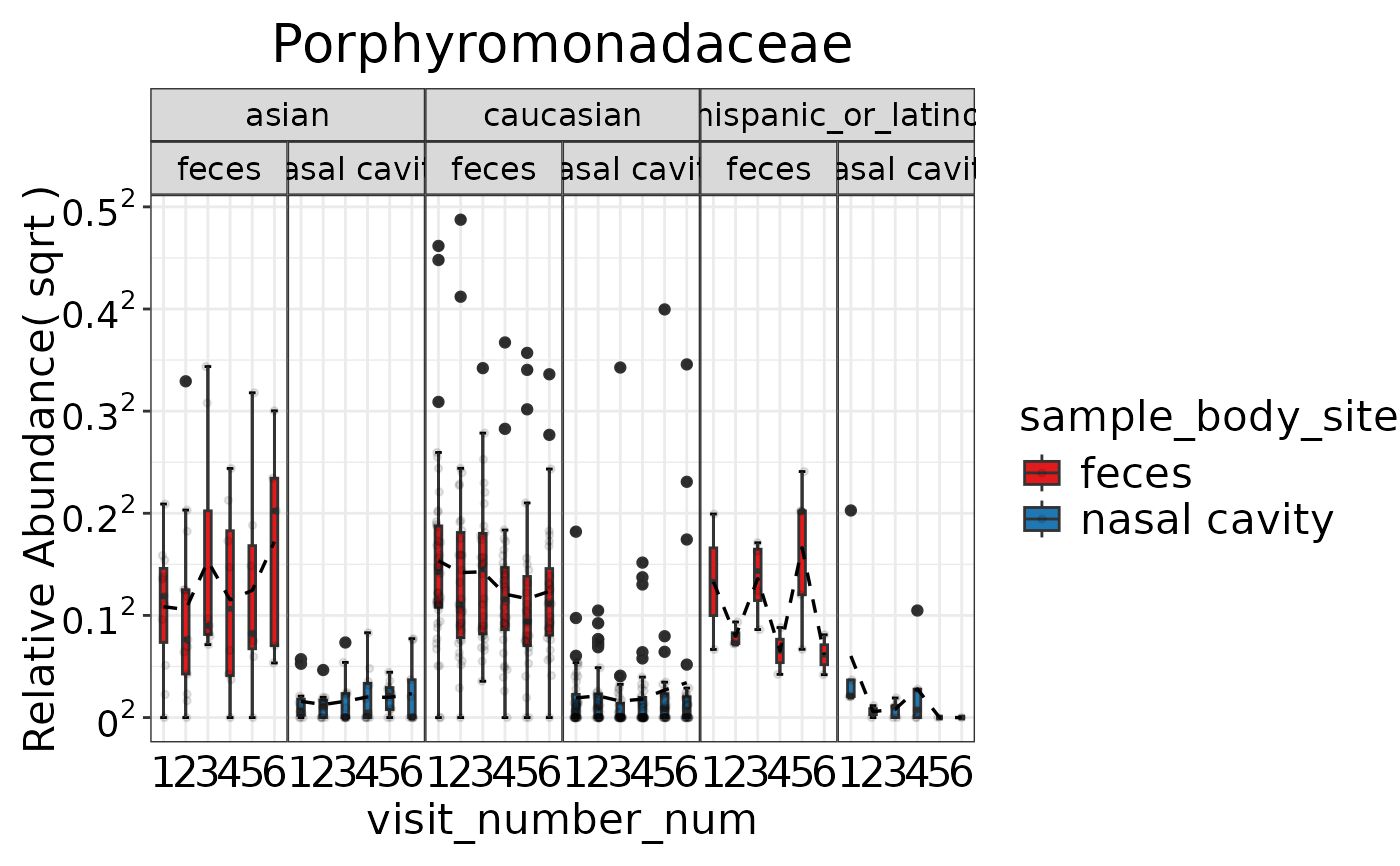 Porphyromonadaceae
asian caucasian hispanic_or_latino
feces asal cavit feces asal cavit feces asal cavit
Relative Abundance( sqrt )
0.5²
0.4²
0.3²
0.2²
0.1²
0²
123456 123456 123456 123456 123456 123456
visit_number_num
sample_body_site
feces
nasal cavity